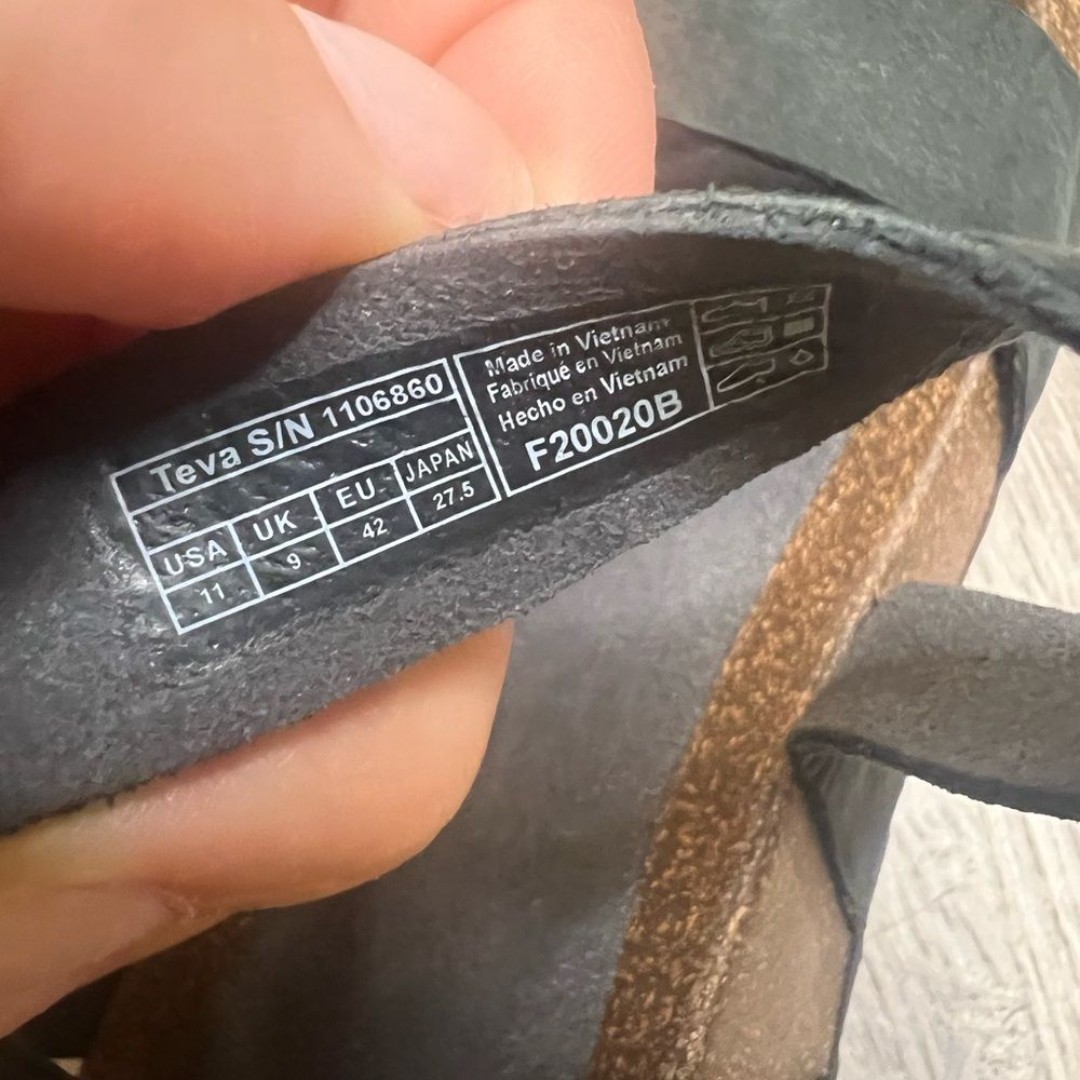 Teva S/N 1106860
USA UK EU JAPAN
11 9 42 27.5
Made in Vietnam
Fabriqué en Vietnam
Hecho en Vietnam
F20020B